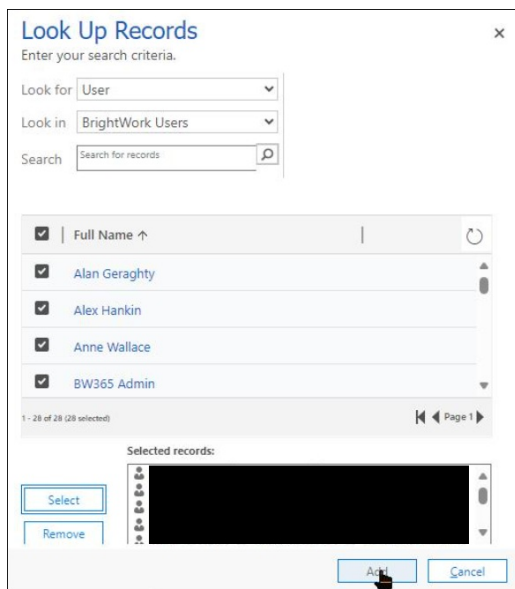 Look Up Records
Enter your search criteria.
Look for User
Look in BrightWork Users
Search Search for records
Full Name ↑
Alan Geraghty
Alex Hankin
Anne Wallace
BW365 Admin
1 - 28 of 28 (28 selected)
Page 1
Selected records:
Select
Remove
Add Cancel